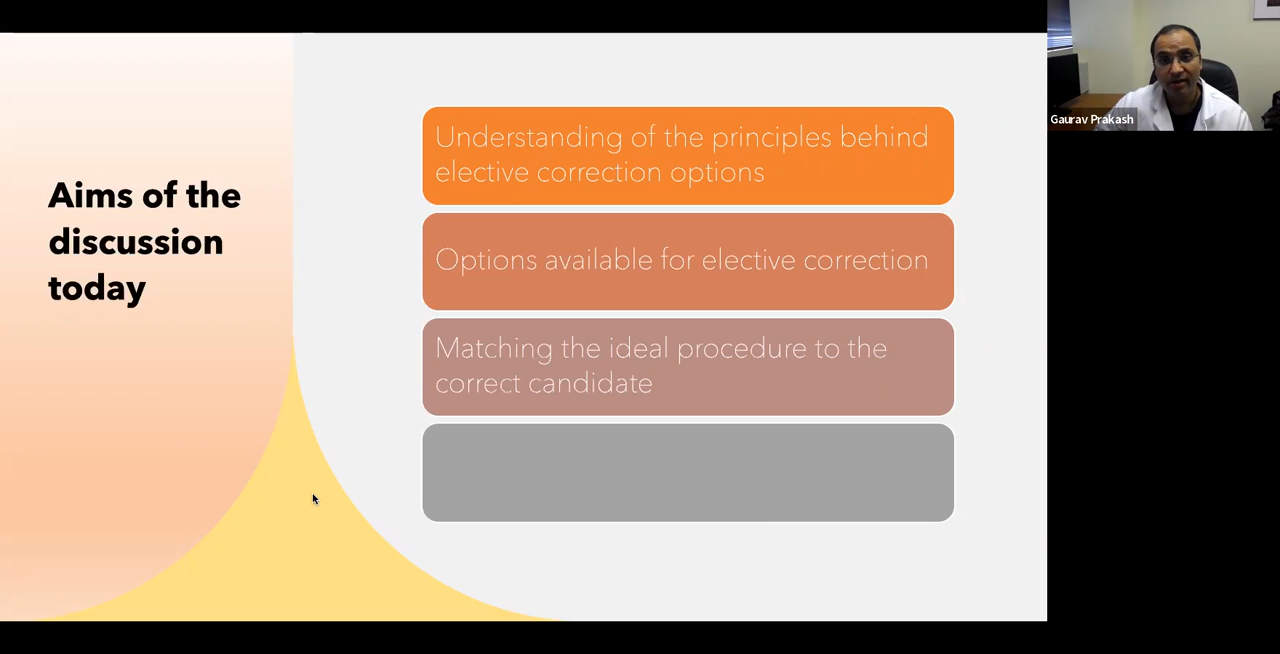 Aims of the
discussion
today
Understanding of the principles behind
elective correction options
Options available for elective correction
Matching the ideal procedure to the
correct candidate
Gaurav Prakash